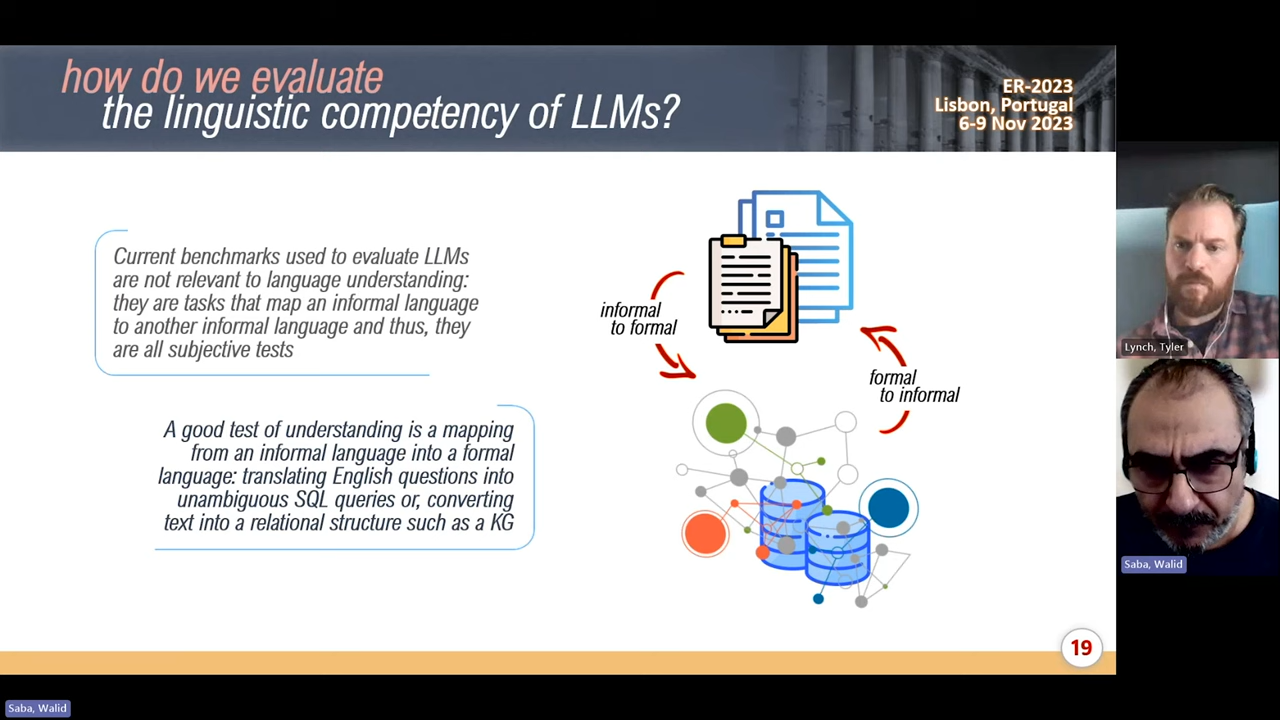 how do we evaluate
the linguistic competency of LLMs?
ER-2023
Lisbon, Portugal
6-9 Nov 2023
Current benchmarks used to evaluate LLMs
are not relevant to language understanding:
they are tasks that map an informal language
to another informal language and thus, they
are all subjective tests
A good test of understanding is a mapping
from an informal language into a formal
language: translating English questions into
unambiguous SQL queries or, converting
text into a relational structure such as a KG
informal
to formal
formal
to informal
19
Lynch, Tyler
Saba, Walid
Saba, Walid